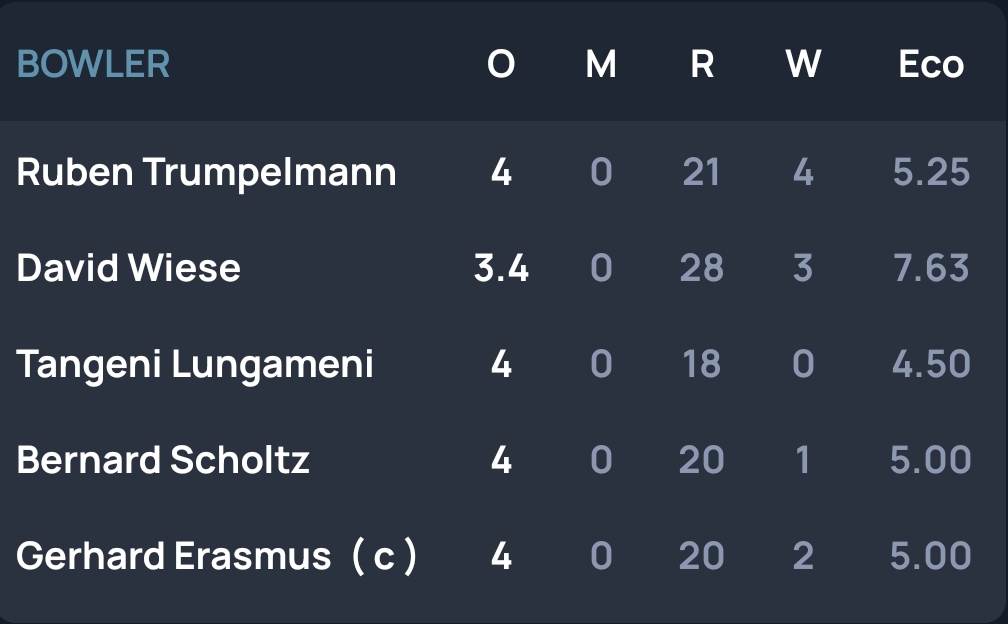 BOWLER O M R W Eco
Ruben Trumpelmann 4 0 21 4 5.25
David Wiese 3.4 0 28 3 7.63
Tangeni Lungameni 4 0 18 0 4.50
Bernard Scholtz 4 0 20 1 5.00
Gerhard Erasmus ( c ) 4 0 20 2 5.00